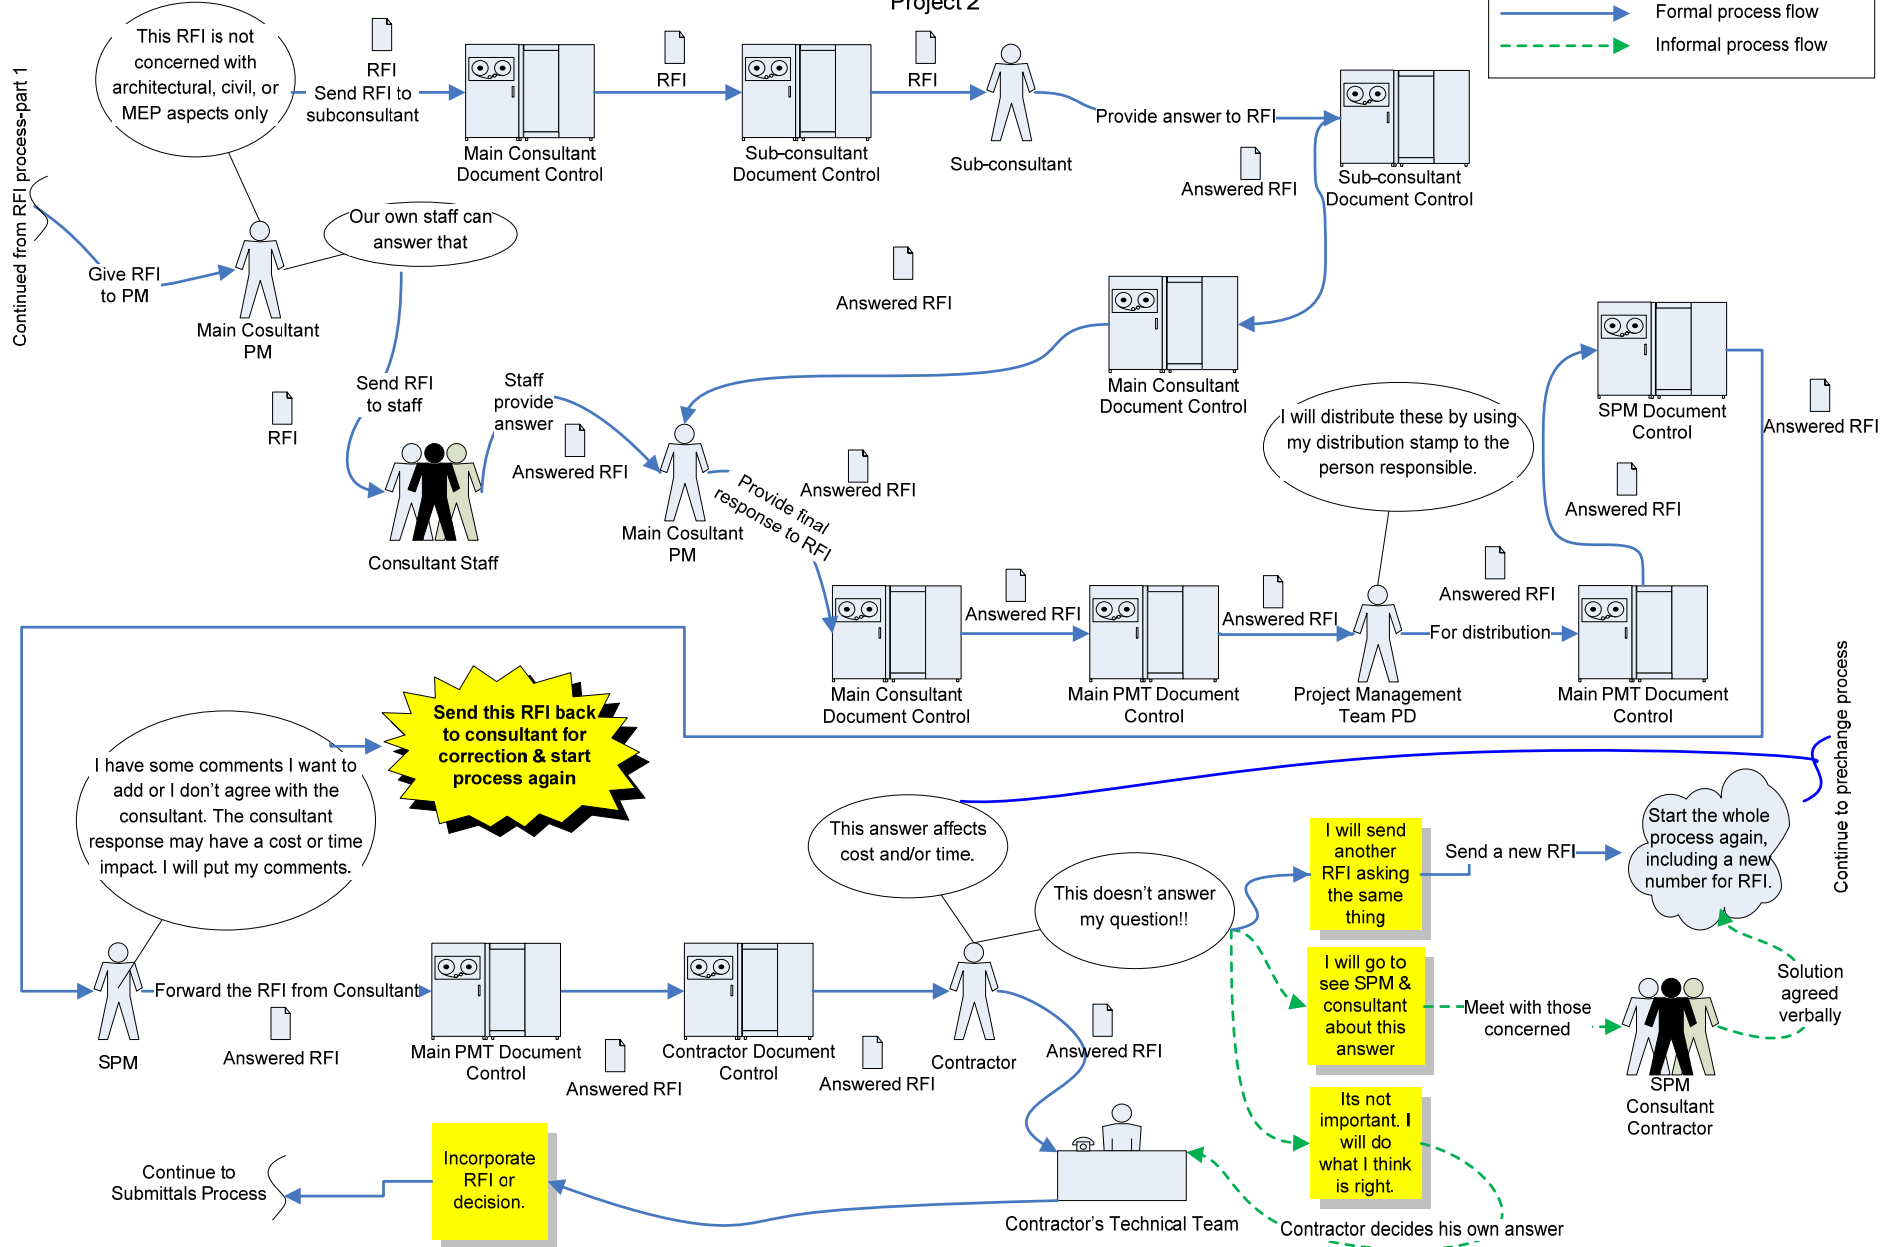 Project 2
Formal process flow
Informal process flow
Continued from RFI process-part 1
This RFI is not
concerned with
architectural, civil, or
MEP aspects only
RFI
Send RFI to
subconsultant
Main Consultant
Document Control
RFI
Sub-consultant
Document Control
RFI
Sub-consultant
Provide answer to RFI
Answered RFI
Sub-consultant
Document Control
Give RFI
to PM
Main Cosultant
PM
Our own staff can
answer that
Answered RFI
Main Consultant
Document Control
RFI
Send RFI
to staff
Consultant Staff
Staff
provide
answer
Answered RFI
Main Cosultant
PM
Answered RFI
Provide final
response to RFI
I will distribute these by using
my distribution stamp to the
person responsible.
SPM Document
Control
Answered RFI
Answered RFI
Main Consultant
Document Control
Answered RFI
Main PMT Document
Control
Answered RFI
Project Management
Team PD
Answered RFI
For distribution
Main PMT Document
Control
Continue to prechange process
Send this RFI back
to consultant for
correction & start
process again
I have some comments I want to
add or I don't agree with the
consultant. The consultant
response may have a cost or time
impact. I will put my comments.
SPM
Forward the RFI from Consultant
Answered RFI
Main PMT Document
Control
Answered RFI
Contractor Document
Control
Answered RFI
Contractor
This answer affects
cost and/or time.
This doesn't answer
my question!!
Answered RFI
I will send
another
RFI asking
the same
thing
Send a new RFI
Start the whole
process again,
including a new
number for RFI.
I will go to
see SPM &
consultant
about this
answer
Meet with those
concerned
SPM
Consultant
Contractor
Solution
agreed
verbally
Its not
important. I
will do
what I think
is right.
Contractor decides his own answer
Contractor's Technical Team
Incorporate
RFI or
decision.
Continue to
Submittals Process